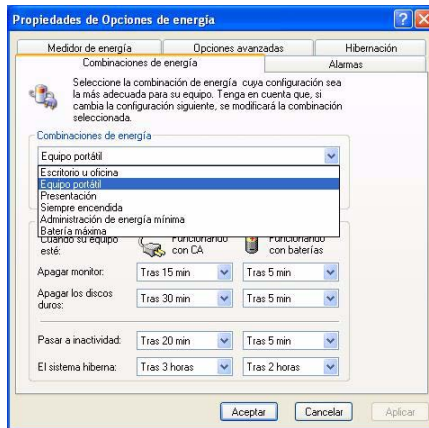 Propiedades de Opciones de energía
Medidor de energía Opciones avanzadas Hibernación
Combinaciones de energía Alarmas
Seleccione la combinación de energía cuya configuración sea
la más adecuada para su equipo. Tenga en cuenta que, si
cambia la configuración siguiente, se modificará la combinación
seleccionada.
Combinaciones de energía
Equipo portátil
Escritorio u oficina
Equipo portátil
Presentación
Siempre encendida
Administración de energía mínima
Batería máxima
Cuando su equipo Funcionando Funcionando
esté: con CA con baterías
Apagar monitor: Tras 15 min Tras 5 min
Apagar los discos
duros: Tras 30 min Tras 5 min
Pasar a inactividad: Tras 20 min Tras 5 min
El sistema hiberna: Tras 3 horas Tras 2 horas
Aceptar Cancelar Aplicar